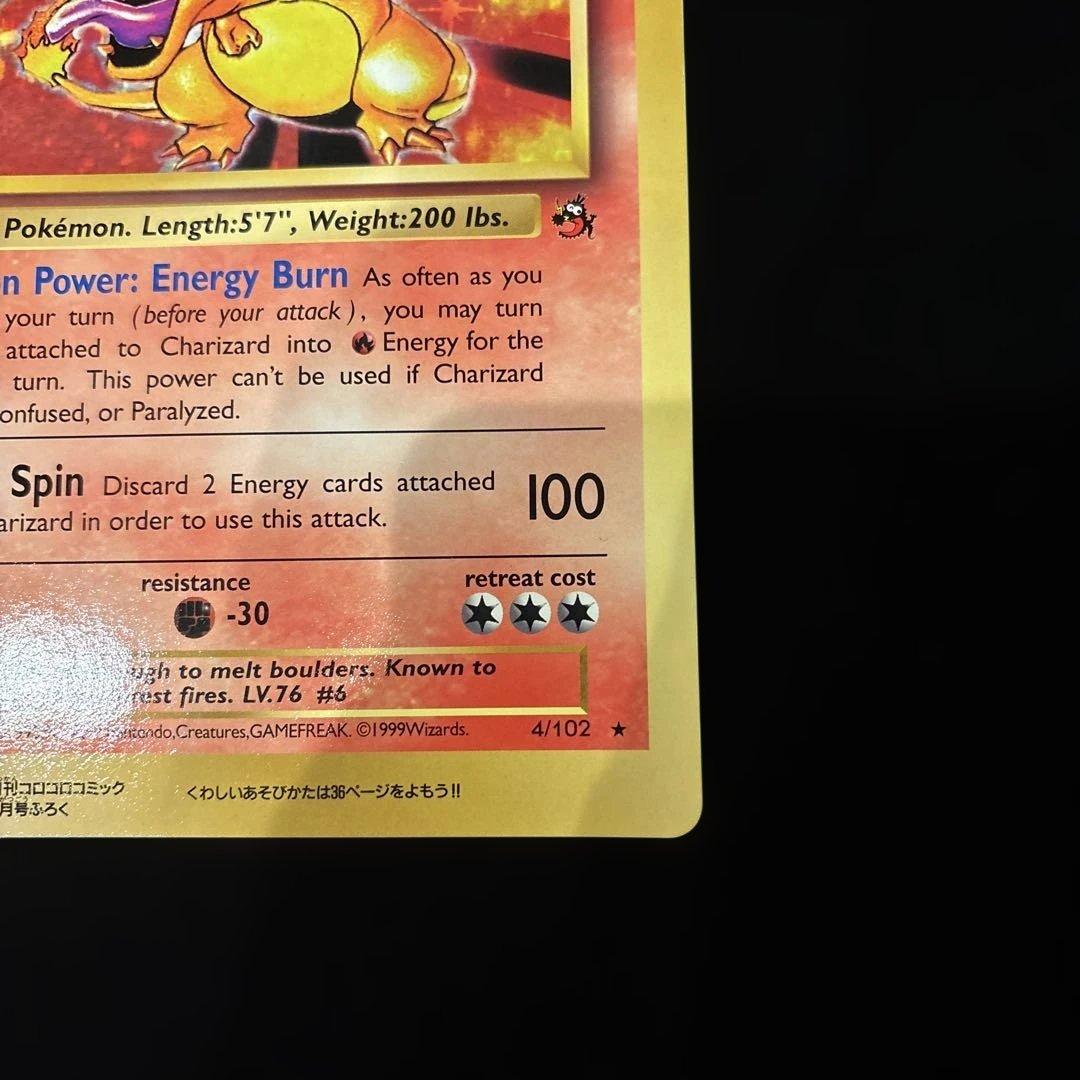 Pokémon. Length:5'7", Weight:200 lbs.
n Power: Energy Burn As often as you
your turn (before your attack), you may turn
attached to Charizard into Energy for the
turn. This power can't be used if Charizard
onfused, or Paralyzed.
Spin Discard 2 Energy cards attached
arizard in order to use this attack.
100
resistance
-30
retreat cost
ugh to melt boulders. Known to
rest fires. LV.76 #6
ntendo,Creatures,GAMEFREAK. ©1999Wizards.
4/102 ★
刊コロコロコミック
月号ふろく
くわしいあそびかたは36ページをよもう!!